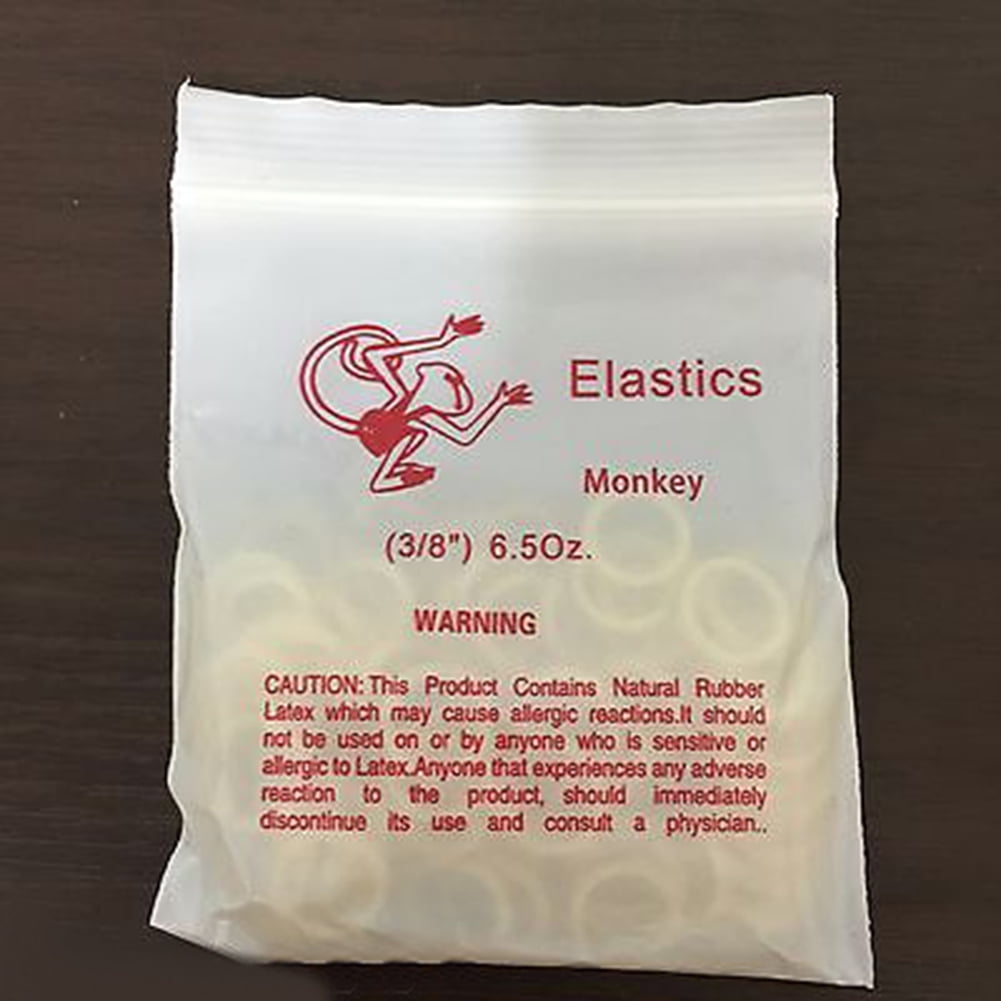 Elastics
Monkey
(3/8") 6.5Oz.
WARNING
CAUTION: This Product Contains Natural Rubber
Latex which may cause allergic reactions.It should
not be used on or by anyone who is sensitive or
allergic to Latex.Anyone that experiences any adverse
reaction to the product, should immediately
discontinue its use and consult a physician..